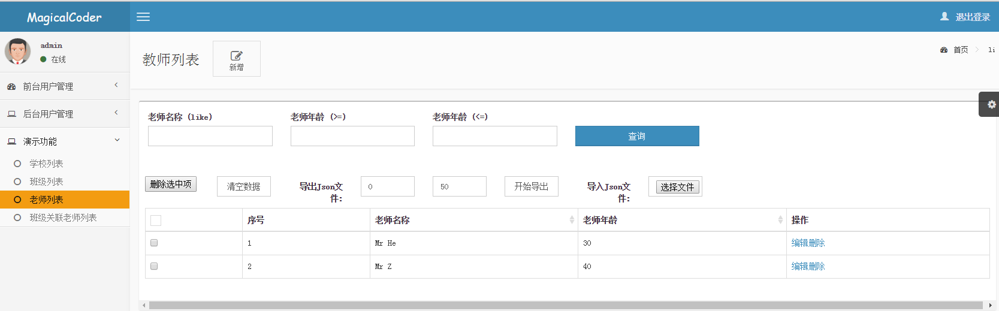 MagicalCoder
退出登录
admin
在线
前台用户管理
后台用户管理
演示功能
学校列表
班级列表
老师列表
班级关联老师列表
教师列表
新增
首页
li
老师名称 (like)
老师年龄 (>=)
老师年龄 (<=)
查询
删除选中项
清空数据
导出Json文
件:
0
50
开始导出
导入Json文
件:
选择文件
序号 老师名称 老师年龄 操作
1 Mr He 30 编辑删除
2 Mr Z 40 编辑删除